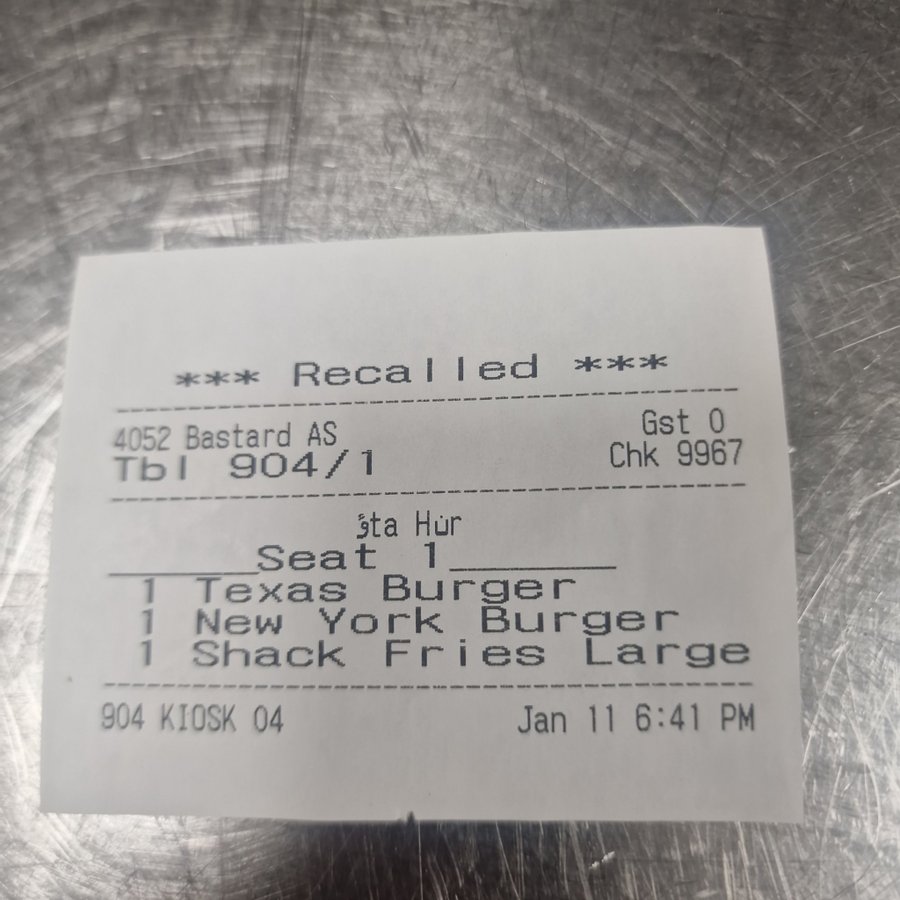 *** Recalled ***
4052 Bastard AS Gst 0
Tbl 904/1 Chk 9967
Seat 1
1 Texas Burger
1 New York Burger
1 Shack Fries Large
904 KIOSK 04 Jan 11 6:41 PM